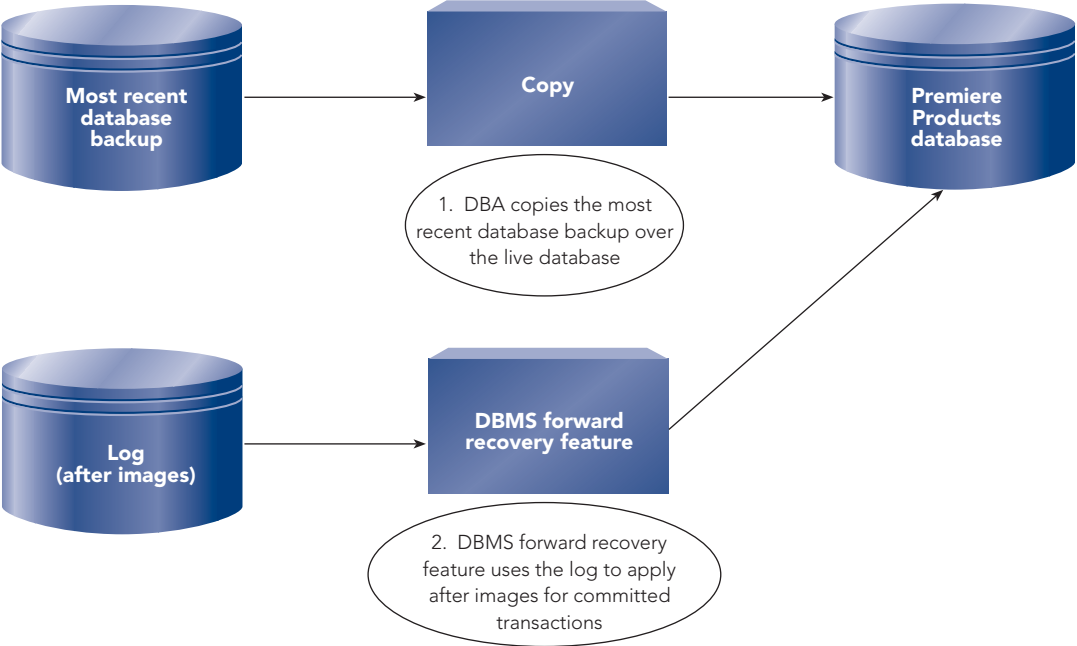 Most recent
database
backup
Copy
Premiere
Products
database
1. DBA copies the most
recent database backup over
the live database
Log
(after images)
DBMS forward
recovery feature
2. DBMS forward recovery
feature uses the log to apply
after images for committed
transactions